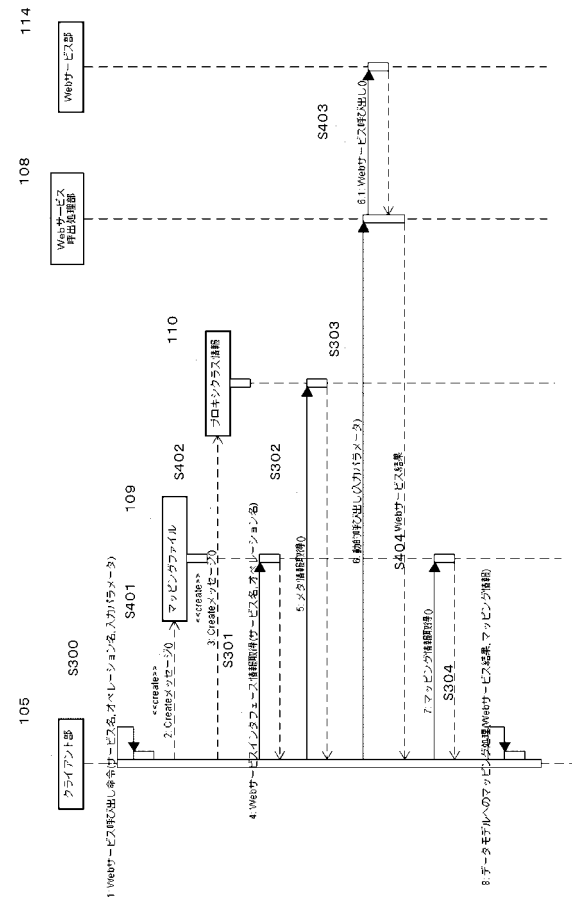 105
クライアント部
S300
1: Webサービス呼び出し命令(サービス名,オペレーション名,入力パラメータ)
S401
<<create>>
2: Createメッセージ()
109
マッピングファイル
S402
<<create>>
3: Createメッセージ()
110
プロキシクラス情報
S301
4: Webサービスインタフェース情報取得(サービス名,オペレーション名)
S302
5: メタ情報取得()
S303
108
Webサービス
呼出処理部
6: 動的呼び出し(入力パラメータ)
114
Webサービス部
S403
6.1: Webサービス呼び出し()
S404
Webサービス結果
7: マッピング情報取得()
S304
8: データモデルへのマッピング処理(Webサービス結果,マッピング情報)